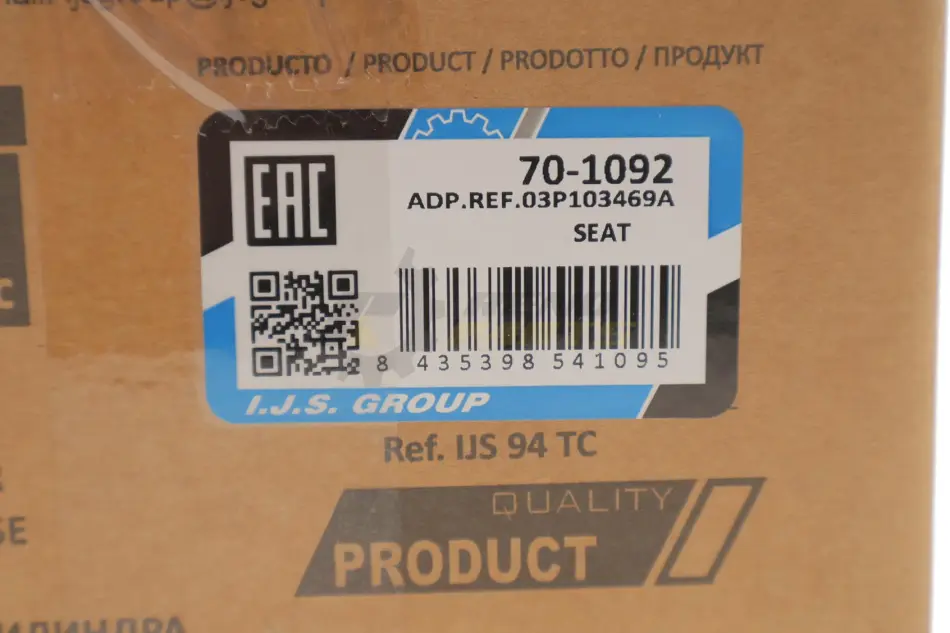 PRODUCTO / PRODUCT / PRODOTTO / ПРОДУКТ
EAC
70-1092
ADP.REF.03P103469A
SEAT
8 435398 541095
I.J.S. GROUP
Ref. IJS 94 TC
QUALITY
PRODUCT